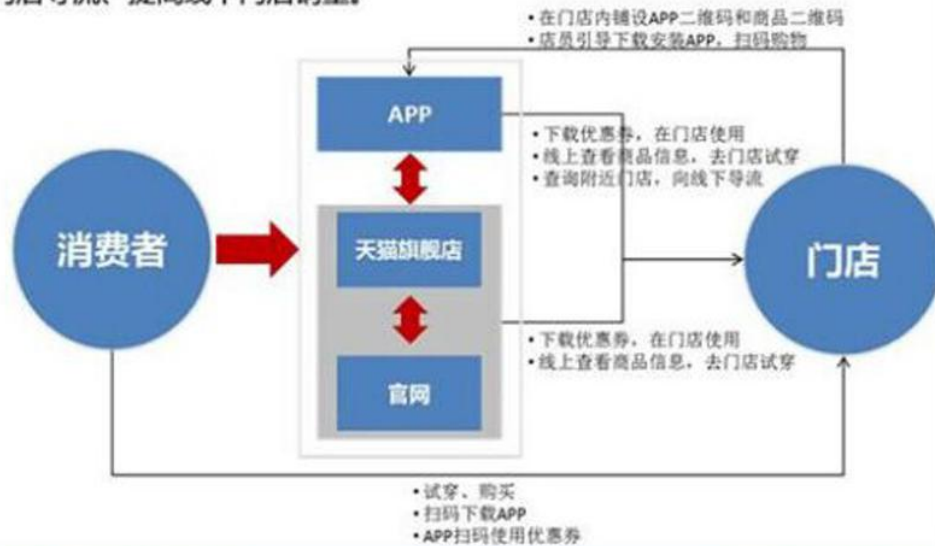 • 在门店内铺设APP二维码和商品二维码
• 店员引导下载安装APP，扫码购物
APP
• 下载优惠券，在门店使用
• 线上查看商品信息，去门店试穿
• 查询附近门店，向线下导流
消费者
天猫旗舰店
门店
• 下载优惠券，在门店使用
• 线上查看商品信息，去门店试穿
官网
• 试穿、购买
• 扫码下载APP
• APP扫码使用优惠券